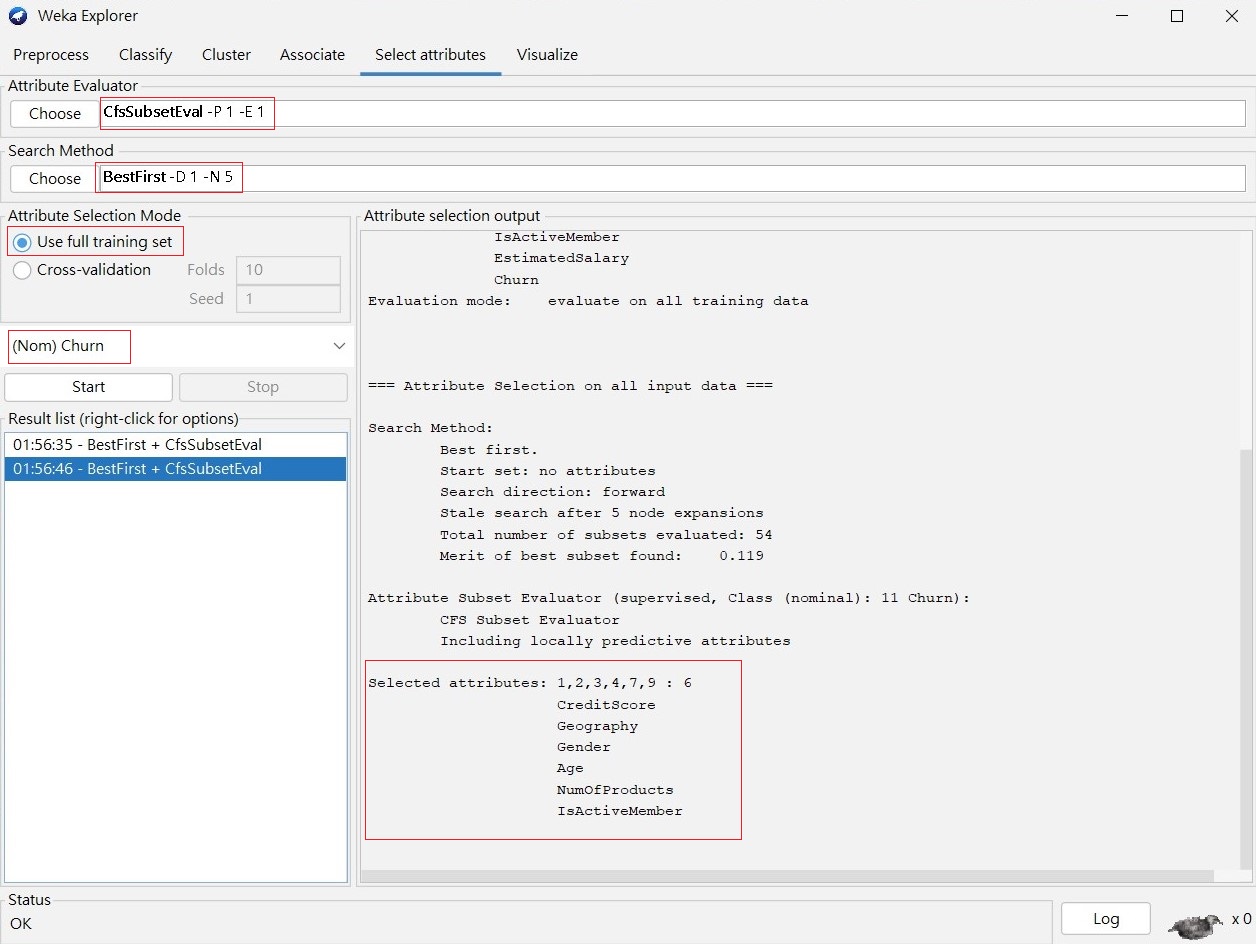 Weka Explorer
Preprocess Classify Cluster Associate Select attributes Visualize
Attribute Evaluator
Choose CfsSubsetEval -P 1 -E 1
Search Method
Choose BestFirst -D 1 -N 5
Attribute Selection Mode
Use full training set
Cross-validation Folds 10
Seed 1
(Nom) Churn
Start Stop
Result list (right-click for options)
01:56:35 - BestFirst + CfsSubsetEval
01:56:46 - BestFirst + CfsSubsetEval
Attribute selection output
IsActiveMember
EstimatedSalary
Churn
Evaluation mode: evaluate on all training data
=== Attribute Selection on all input data ===
Search Method:
Best first.
Start set: no attributes
Search direction: forward
Stale search after 5 node expansions
Total number of subsets evaluated: 54
Merit of best subset found: 0.119
Attribute Subset Evaluator (supervised, Class (nominal): 11 Churn):
CFS Subset Evaluator
Including locally predictive attributes
Selected attributes: 1,2,3,4,7,9 : 6
CreditScore
Geography
Gender
Age
NumOfProducts
IsActiveMember
Status
OK
Log x 0